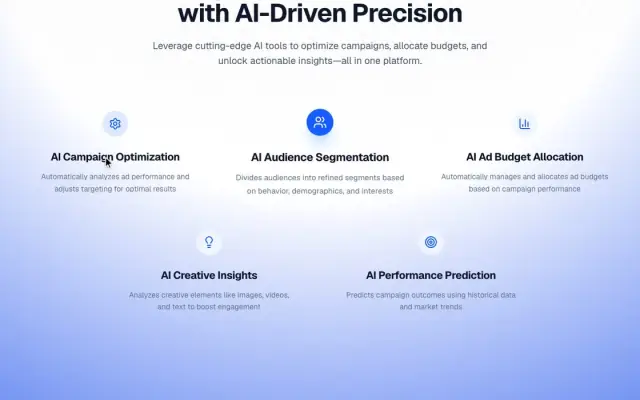 with AI-Driven Precision
Leverage cutting-edge AI tools to optimize campaigns, allocate budgets, and
unlock actionable insights—all in one platform.
AI Campaign Optimization
Automatically analyzes ad performance and
adjusts targeting for optimal results
AI Audience Segmentation
Divides audiences into refined segments based
on behavior, demographics, and interests
AI Ad Budget Allocation
Automatically manages and allocates ad budgets
based on campaign performance
AI Creative Insights
Analyzes creative elements like images, videos,
and text to boost engagement
AI Performance Prediction
Predicts campaign outcomes using historical data
and market trends